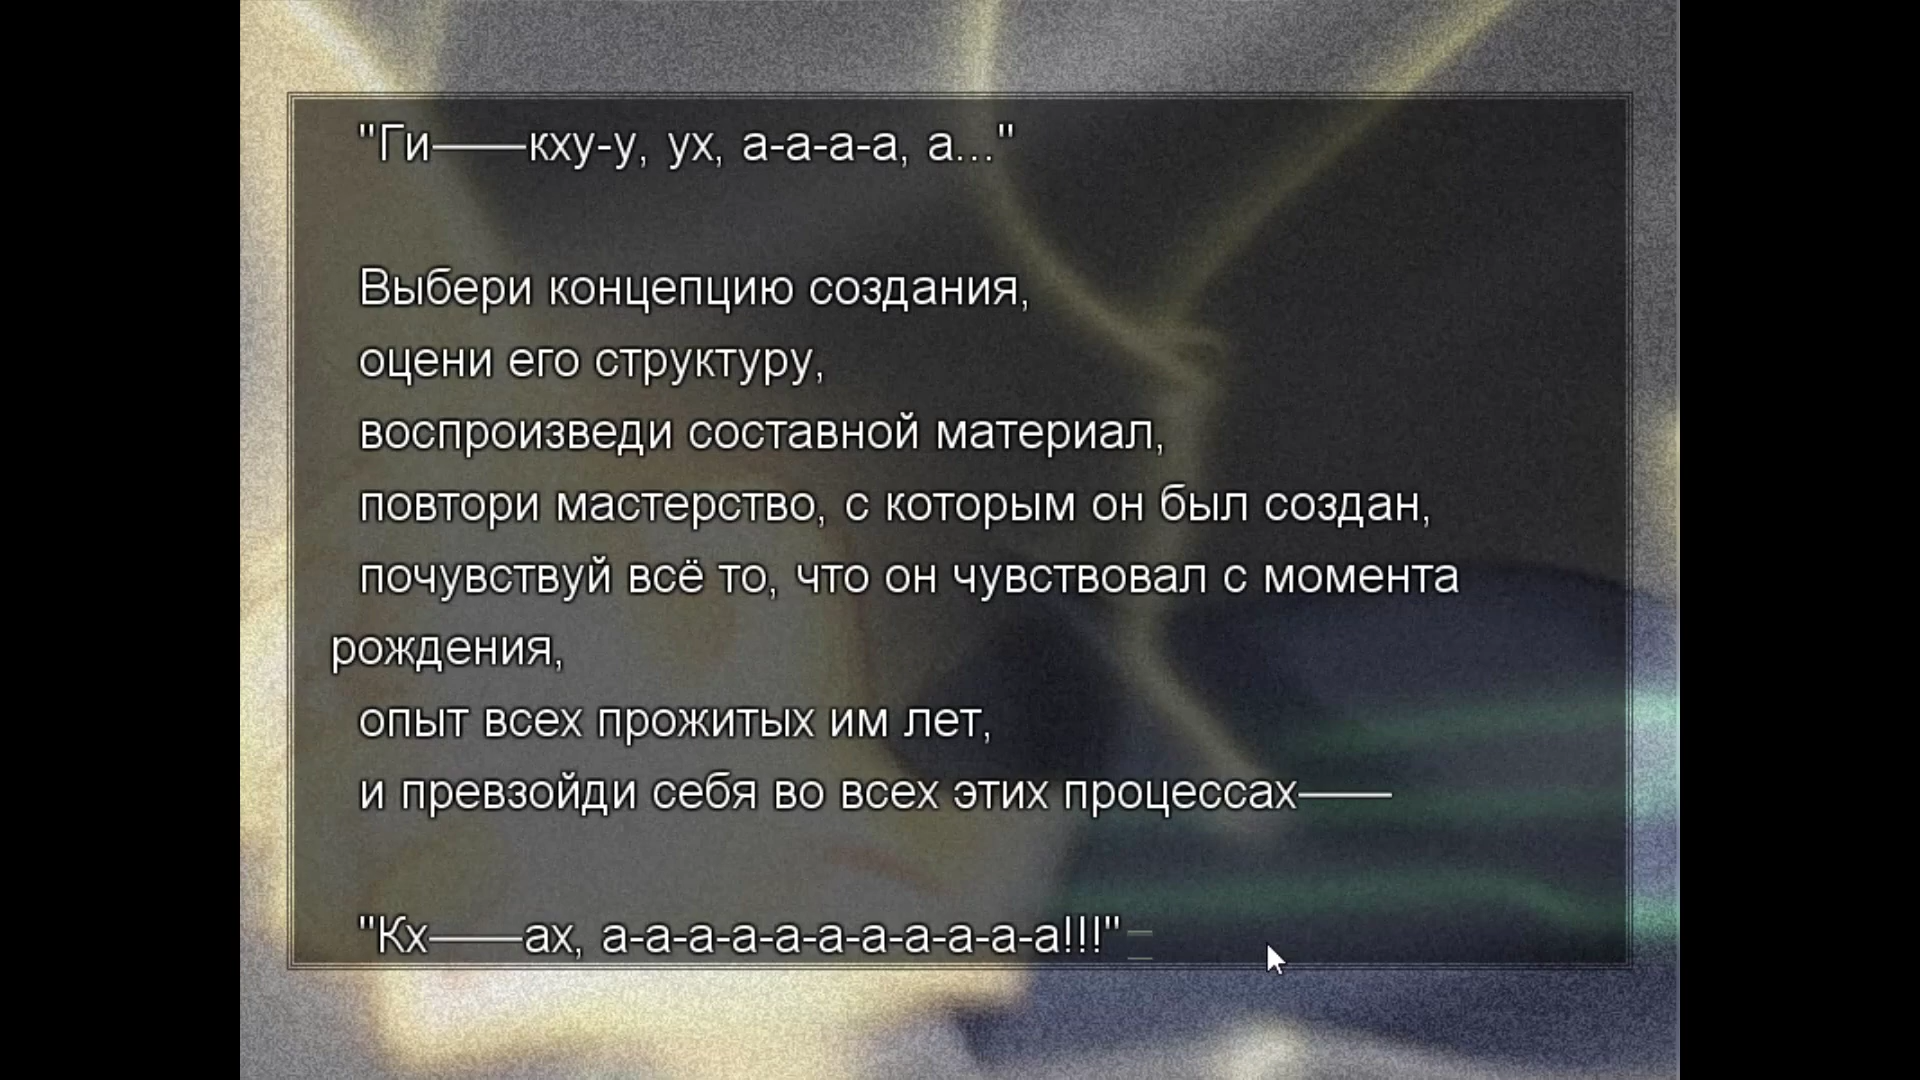 "Ги——кху-у, ух, а-а-а-а, а..."
Выбери концепцию создания,
оцени его структуру,
воспроизведи составной материал,
повтори мастерство, с которым он был создан,
почувствуй всё то, что он чувствовал с момента
рождения,
опыт всех прожитых им лет,
и превзойди себя во всех этих процессах——
"Кх——ах, а-а-а-а-а-а-а-а-а-а-а!!!"